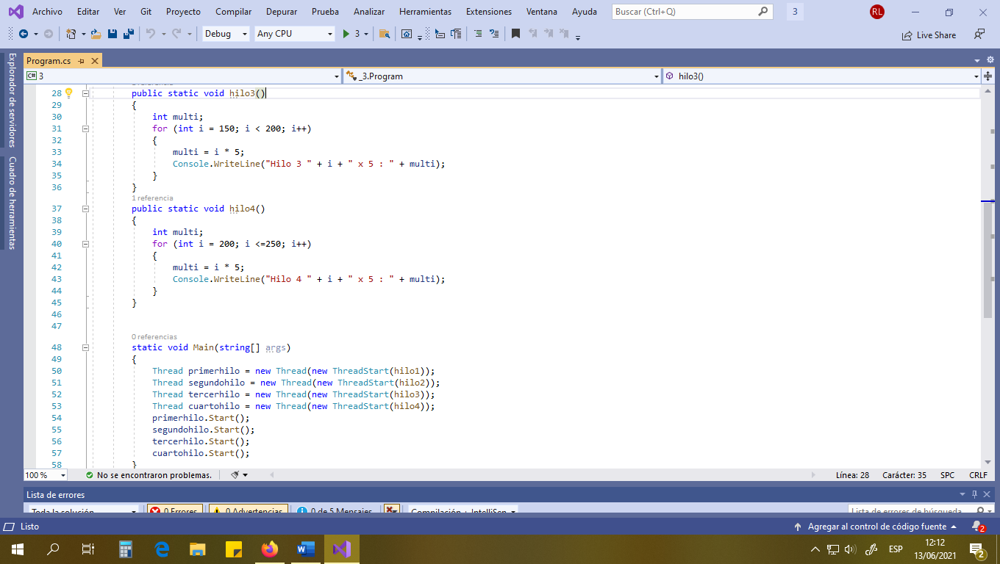 Archivo Editar Ver Git Proyecto Compilar Depurar Prueba Analizar Herramientas Extensiones Ventana Ayuda Buscar (Ctrl+Q) 3 RL
Debug Any CPU 3 Live Share
Explorador de servidores
Cuadro de herramientas
Program.cs
C# 3 _3.Program hilo3()
28 public static void hilo3()
29 {
30 int multi;
31 for (int i = 150; i < 200; i++)
32 {
33 multi = i * 5;
34 Console.WriteLine("Hilo 3 " + i + " x 5 : " + multi);
35 }
36 }
1 referencia
37 public static void hilo4()
38 {
39 int multi;
40 for (int i = 200; i <=250; i++)
41 {
42 multi = i * 5;
43 Console.WriteLine("Hilo 4 " + i + " x 5 : " + multi);
44 }
45 }
46
47
0 referencias
48 static void Main(string[] args)
49 {
50 Thread primerhilo = new Thread(new ThreadStart(hilo1));
51 Thread segundohilo = new Thread(new ThreadStart(hilo2));
52 Thread tercerhilo = new Thread(new ThreadStart(hilo3));
53 Thread cuartohilo = new Thread(new ThreadStart(hilo4));
54 primerhilo.Start();
55 segundohilo.Start();
56 tercerhilo.Start();
57 cuartohilo.Start();
58 }
100 % No se encontraron problemas. Línea: 28 Carácter: 35 SPC CRLF
Lista de errores
Toda la solución 0 Errores 0 Advertencias 0 de 5 Mensajes Compilación + IntelliSen Lista de errores de búsqueda
Listo Agregar al control de código fuente 2
ESP 12:12
13/06/2021 2